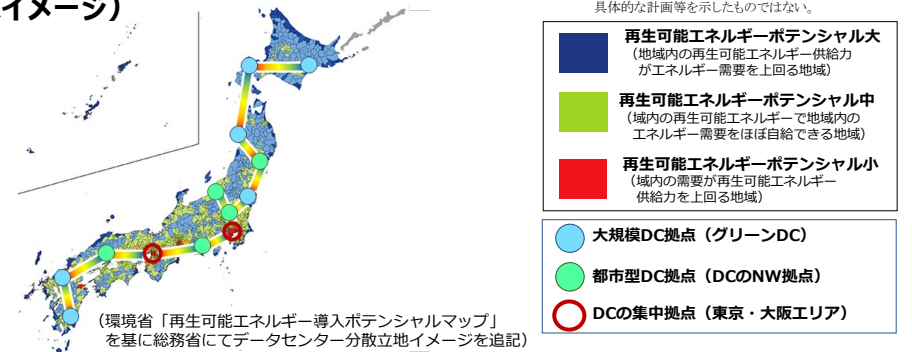 イメージ）
具体的な計画等を示したものではない。
再生可能エネルギーポテンシャル大
（地域内の再生可能エネルギー供給力
がエネルギー需要を上回る地域）
再生可能エネルギーポテンシャル中
（域内の再生可能エネルギーで地域内の
エネルギー需要をほぼ自給できる地域）
再生可能エネルギーポテンシャル小
（域内の需要が再生可能エネルギー
供給力を上回る地域）
大規模DC拠点（グリーンDC）
都市型DC拠点（DCのNW拠点）
DCの集中拠点（東京・大阪エリア）
（環境省「再生可能エネルギー導入ポテンシャルマップ」
を基に総務省にてデータセンター分散立地イメージを追記）